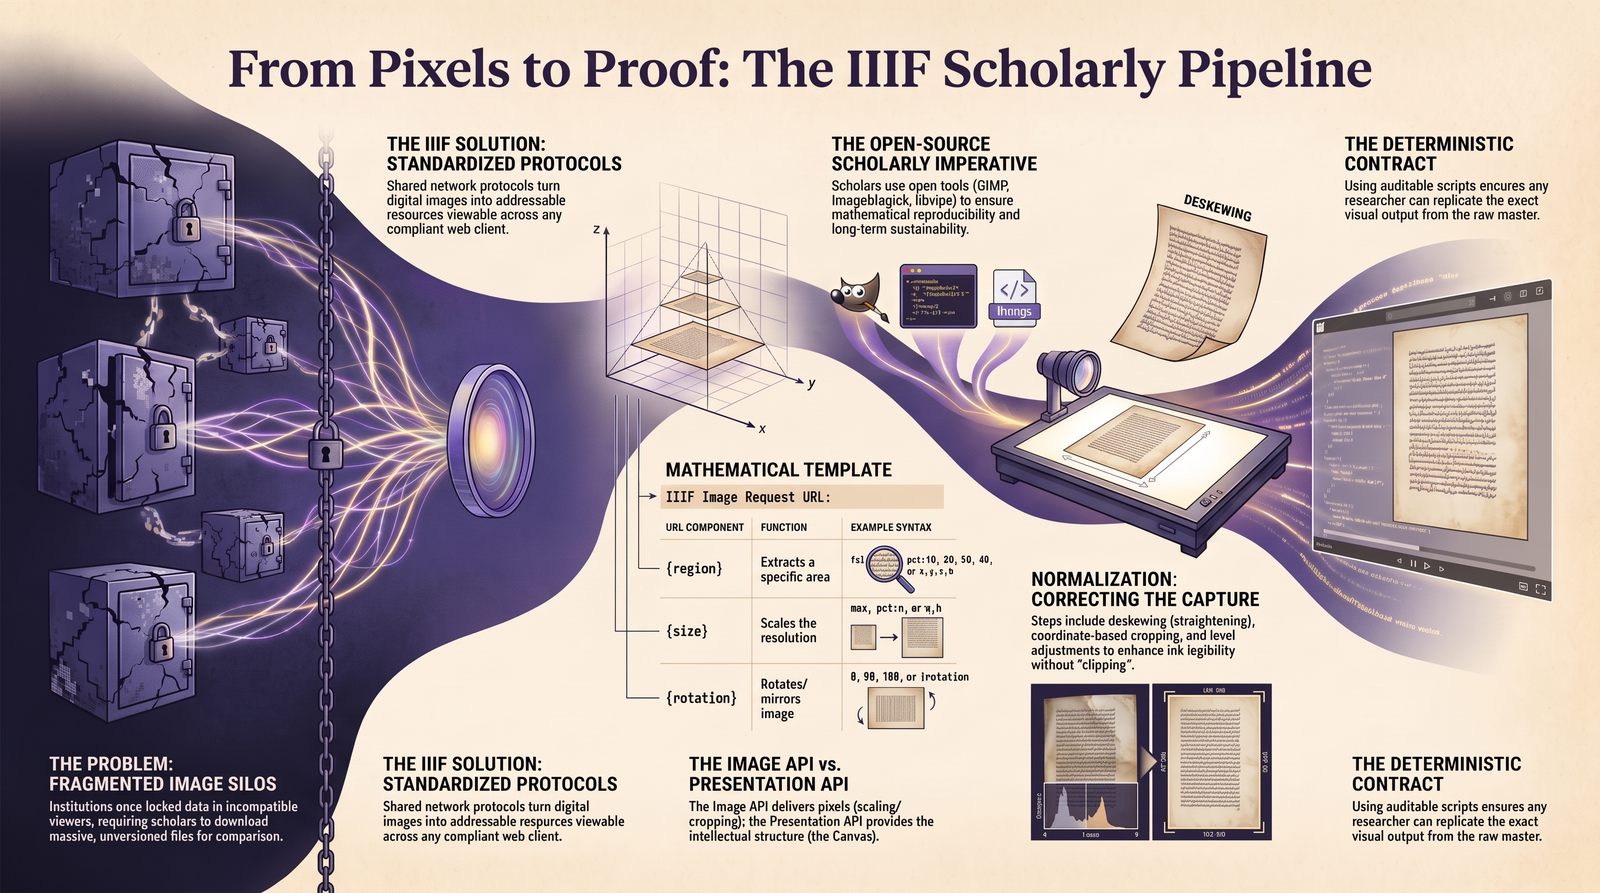 From Pixels to Proof: The IIIF Scholarly Pipeline
THE IIIF SOLUTION:
STANDARDIZED PROTOCOLS
Shared network protocols turn
digital images into addressable
resources viewable across any
compliant web client.
THE OPEN-SOURCE
SCHOLARLY IMPERATIVE
Scholars use open tools (GIMP,
Imageblagick, libvipe) to ensure
mathematical reproducibility and
long-term sustainability.
DESKEWING
THE DETERMINISTIC
CONTRACT
Using auditable scripts encures any
researcher can replicate the exect
visual output from the raw master.
z
y
x
</>
lhangs
MATHEMATICAL TEMPLATE
IIIF Image Request URL:
URL COMPONENT FUNCTION EXAMPLE SYNTAX
{region}
Extracts a
specific area
fsl
pct:10, 20, 50, 40,
or x,g,s,b
{size}
Scales the
resolution
max, pct:n, or
{rotation}
Rotates/
mirrors
image
0, 90, 180, or
NORMALIZATION:
CORRECTING THE CAPTURE
Steps include deskewing (straightening),
coordinate-based cropping, and level
adjustments to enhance ink legibility
without "clipping".
4
9
THE PROBLEM:
FRAGMENTED IMAGE SILOS
Institutions once locked data in incompatible
viewers, requiring scholars to download
massive, unversioned files for comparison.
THE IIIF SOLUTION:
STANDARDIZED PROTOCOLS
Shared network protocols turn digital
images into addressable respurces viewable
across any compliant web client.
THE IMAGE API vs.
PRESENTATION API
The Image API delivers pixels (scaling/
cropping); the Presentation API provides the
intellectual structure (the Canvas).
THE DETERMINISTIC
CONTRACT
Using auditable scripts ensures any
researcher can replicate the exact
visual output from the raw master.